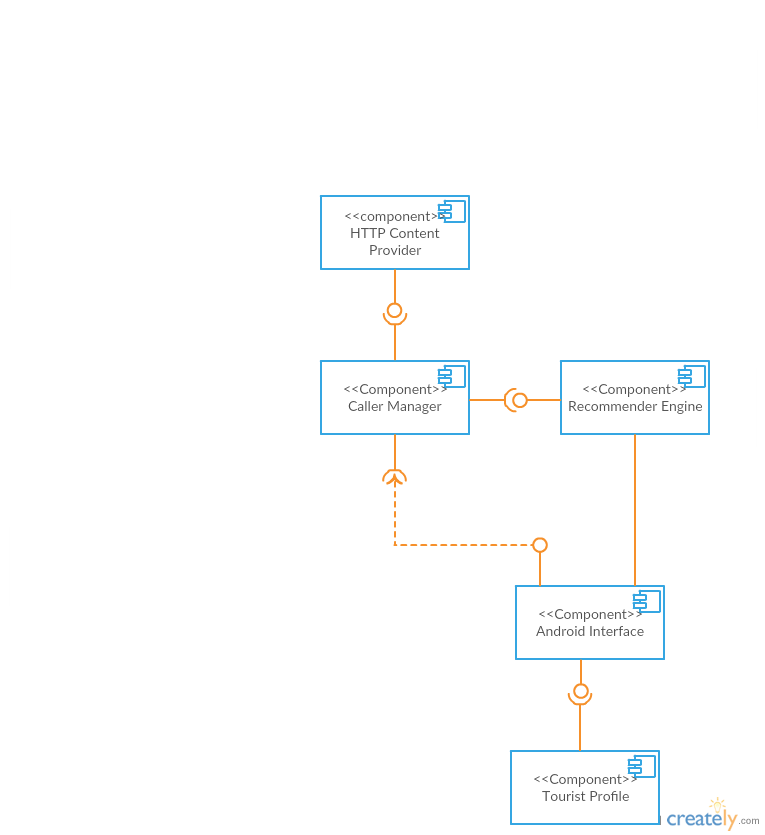 <<component>>
HTTP Content
Provider
<<Component>>
Caller Manager
<<Component>>
Recommender Engine
<<Component>>
Android Interface
<<Component>>
Tourist Profile
creately.com